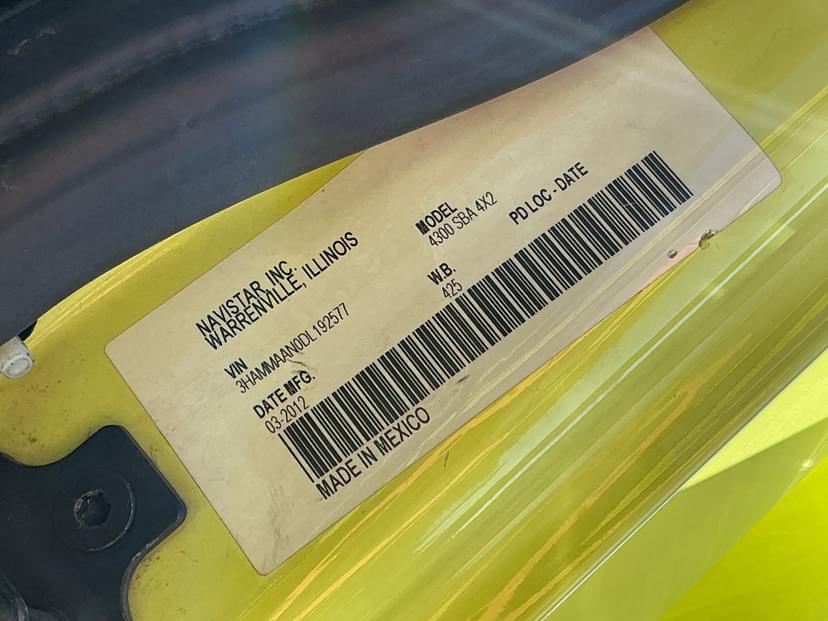 NAVISTAR, INC
WARRENVILLE, ILLINOIS
MODEL
4300 SBA 4X2
PD LOC - DATE
VIN
3HAMMAAN0DL192577
W.B.
425
DATE MFG.
03-2012
MADE IN MEXICO